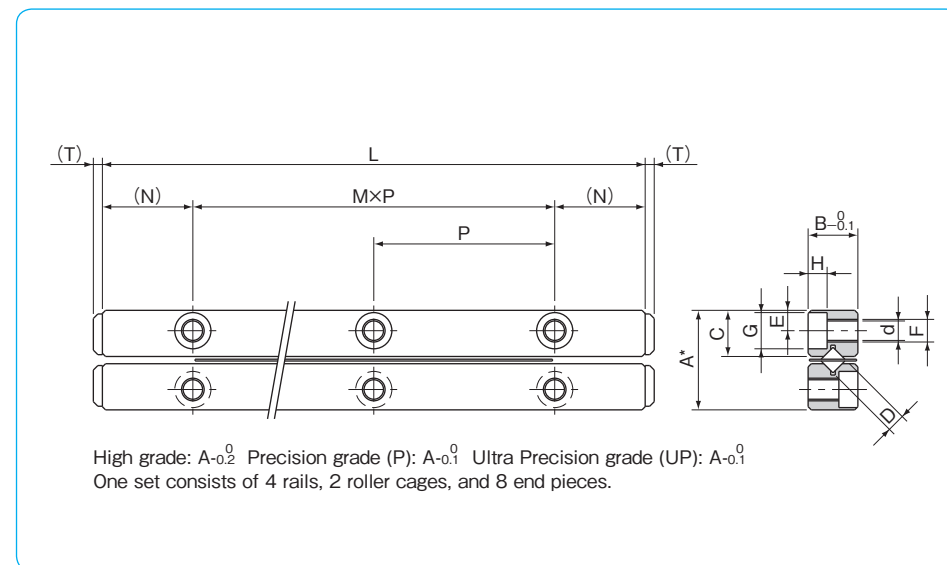 (T) L (T)
(N) M×P (N)
P
B-0.1 0
H
A* C G E d F
D
High grade: A-0.2 0 Precision grade (P): A-0.1 0 Ultra Precision grade (UP): A-0.1 0
One set consists of 4 rails, 2 roller cages, and 8 end pieces.